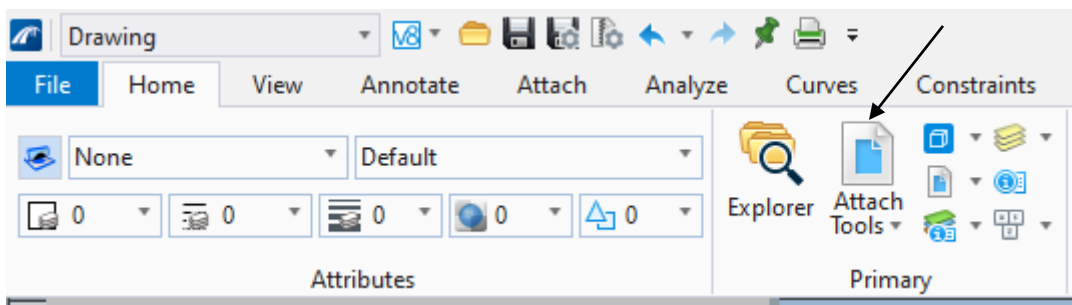 Drawing
File Home View Annotate Attach Analyze Curves Constraints
None Default
0 0 0 0 0
Explorer Attach Tools
Attributes Primary